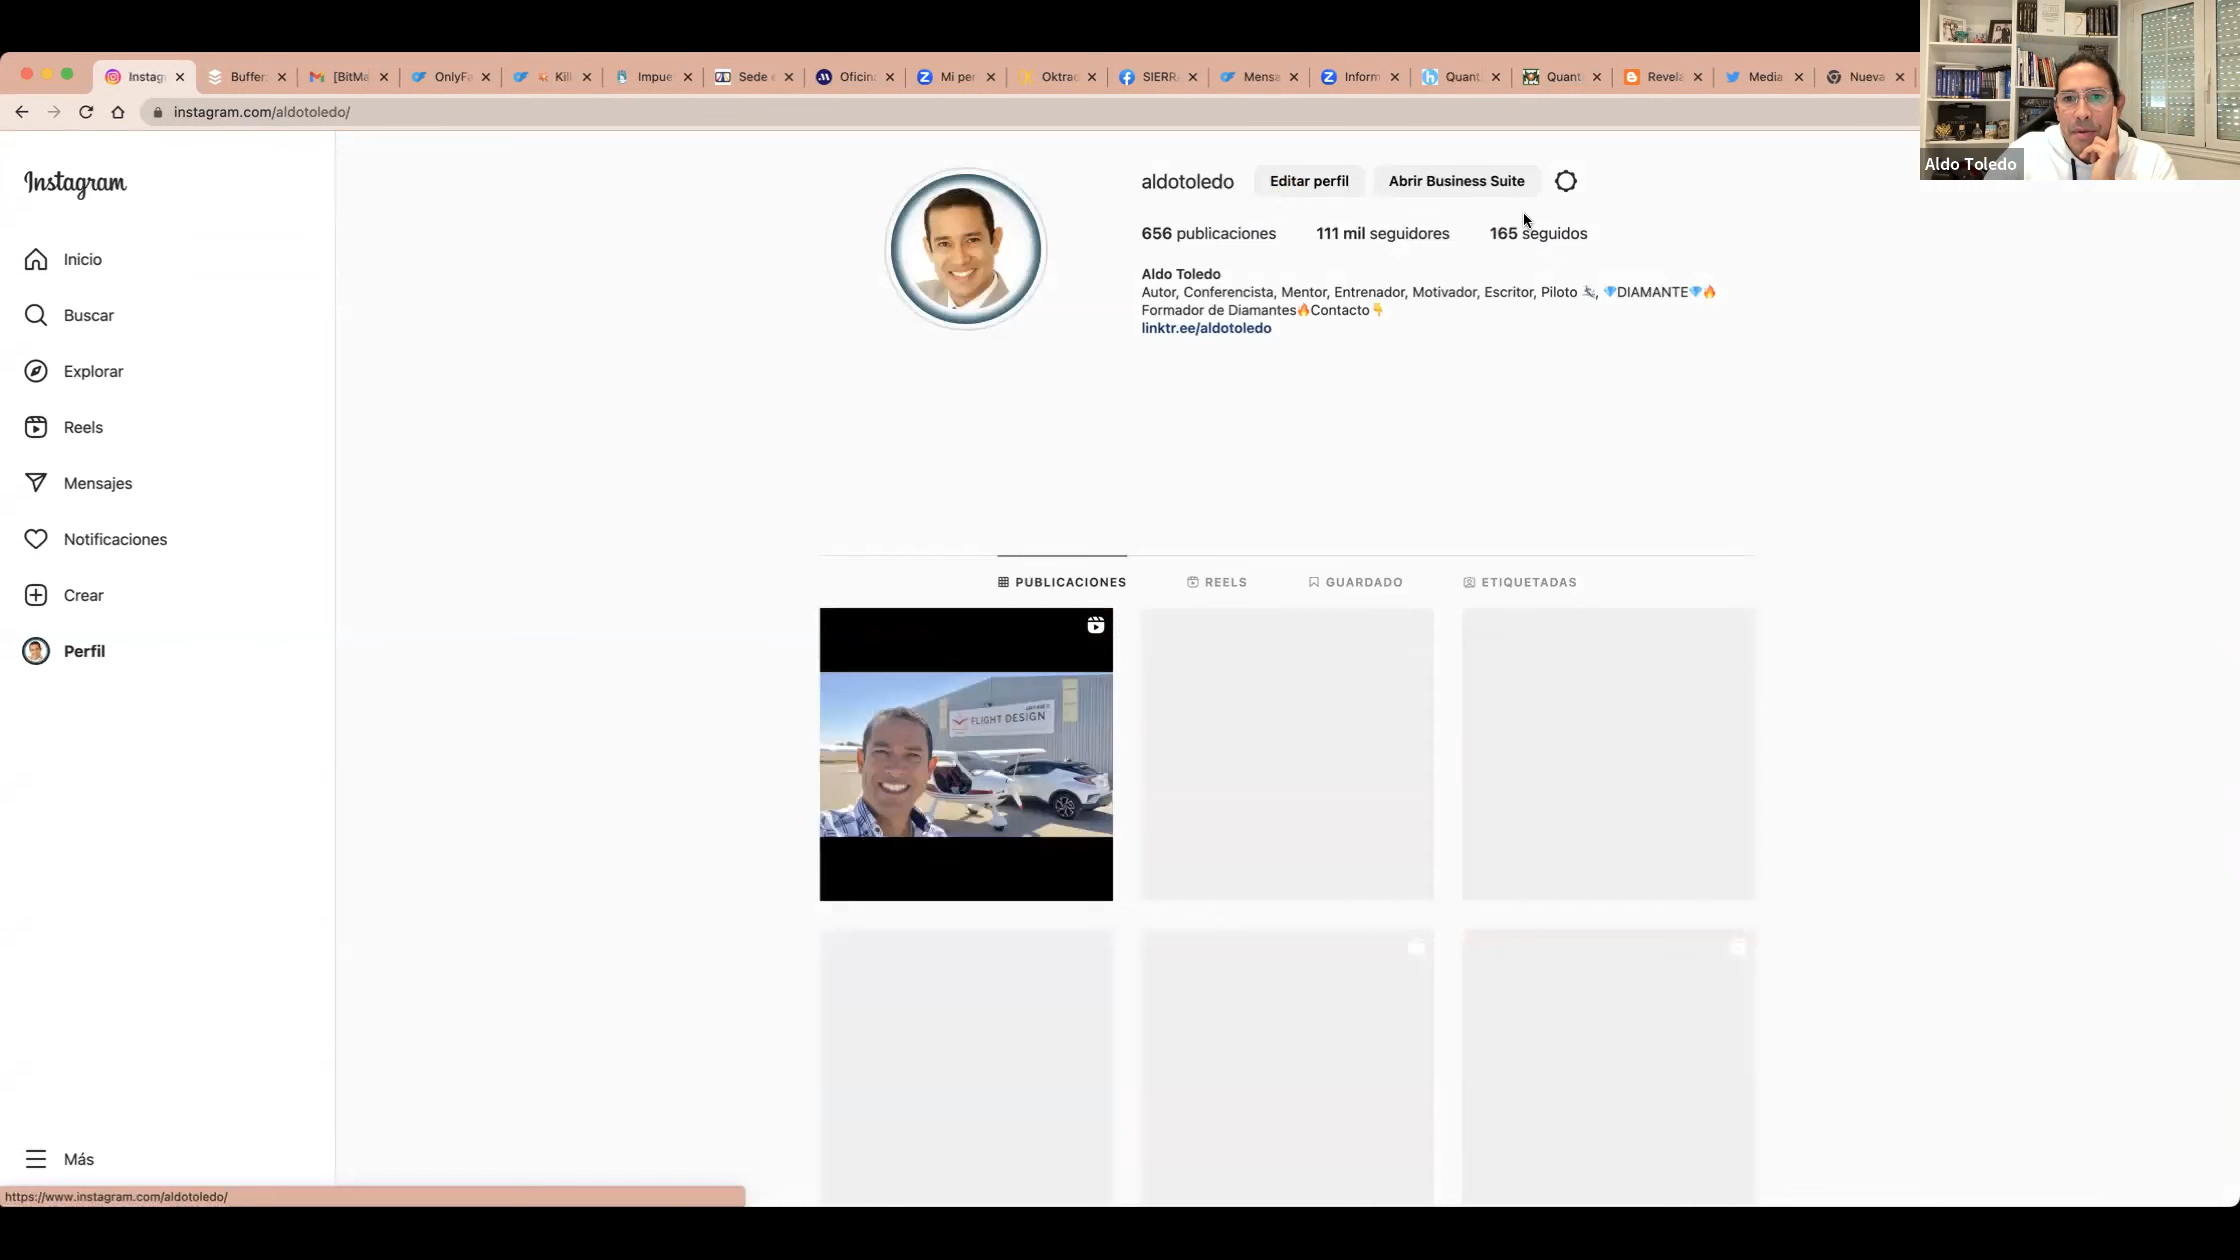 Instag
Buffer:
[BitMa
OnlyFa
Kill
Impue
Sede e
Oficin
Mi per
Oktrad
SIERR
Mensa
Inform
Quant
Quant
Revela
Media
Nueva
instagram.com/aldotoledo/
Aldo Toledo
Instagram
Inicio
Buscar
Explorar
Reels
Mensajes
Notificaciones
Crear
Perfil
Más
aldotoledo Editar perfil Abrir Business Suite
656 publicaciones 111 mil seguidores 165 seguidos
Aldo Toledo
Autor, Conferencista, Mentor, Entrenador, Motivador, Escritor, Piloto 🛩, 💎DIAMANTE💎🔥
Formador de Diamantes🔥Contacto👇
linktr.ee/aldotoledo
PUBLICACIONES REELS GUARDADO ETIQUETADAS
FLIGHT DESIGN
https://www.instagram.com/aldotoledo/